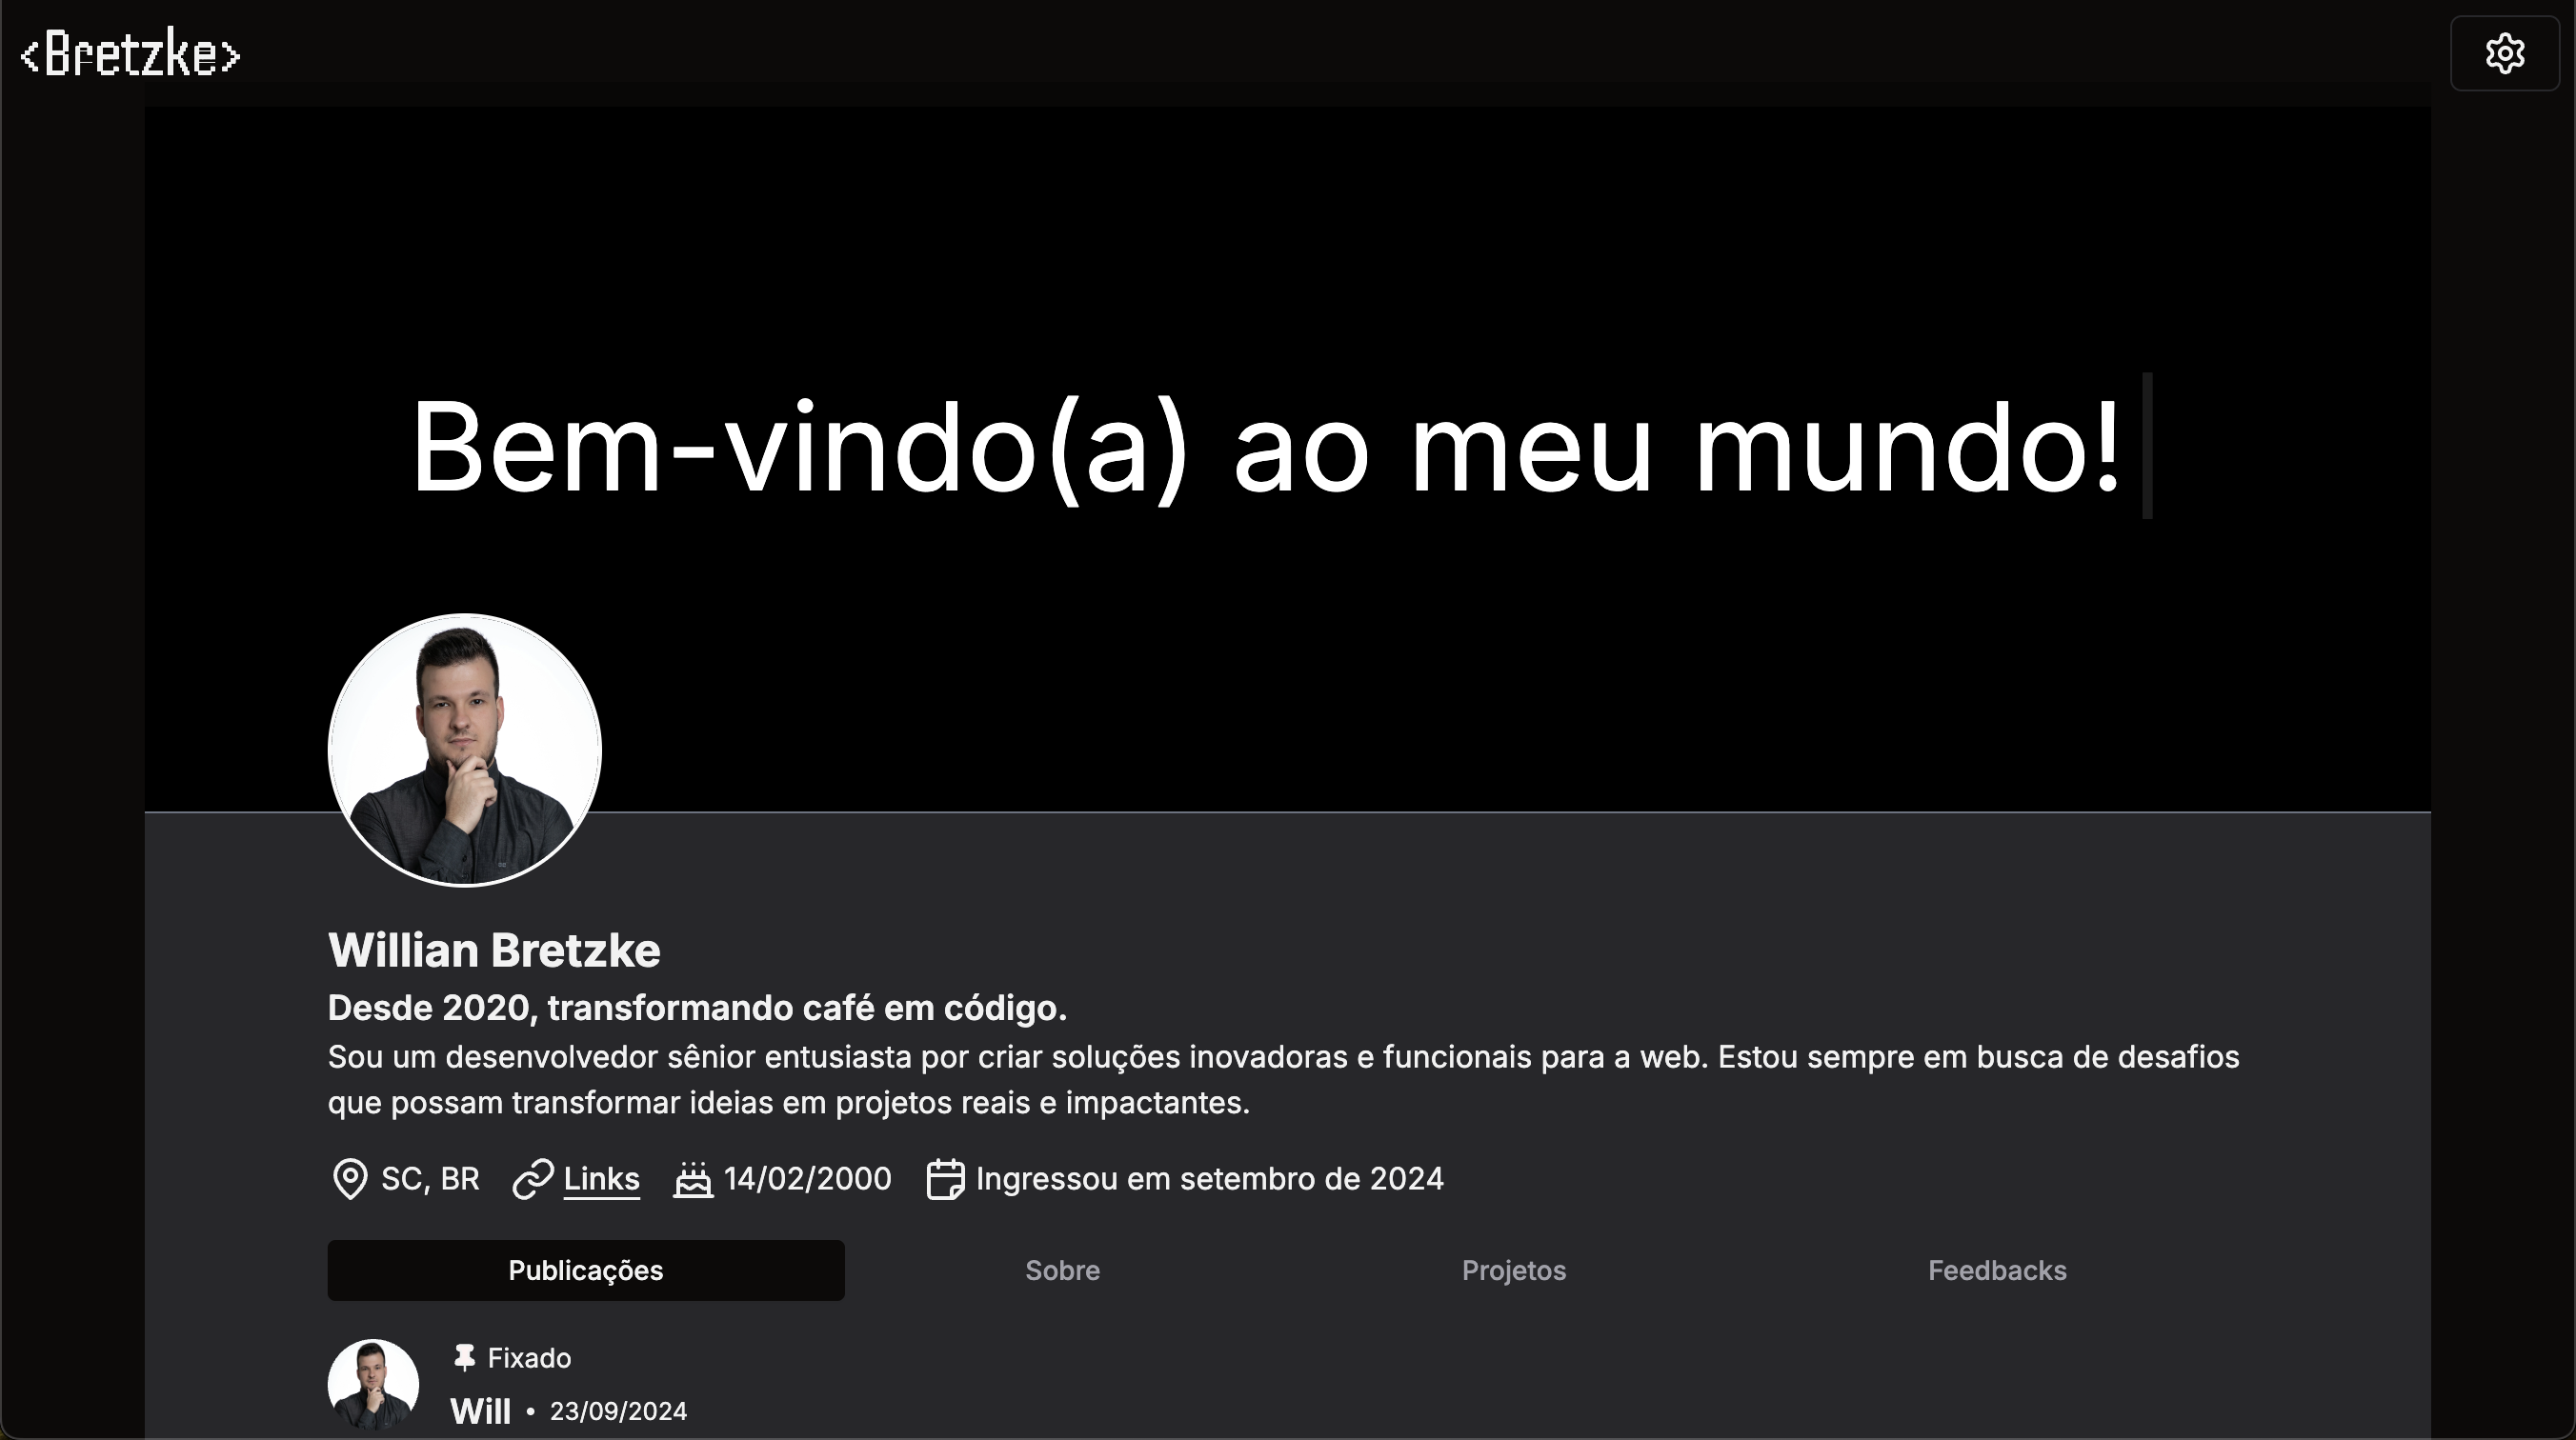 <Bretzke>
Bem-vindo(a) ao meu mundo!
Willian Bretzke
Desde 2020, transformando café em código.
Sou um desenvolvedor sênior entusiasta por criar soluções inovadoras e funcionais para a web. Estou sempre em busca de desafios
que possam transformar ideias em projetos reais e impactantes.
SC, BR Links 14/02/2000 Ingressou em setembro de 2024
Publicações Sobre Projetos Feedbacks
Fixado
Will • 23/09/2024